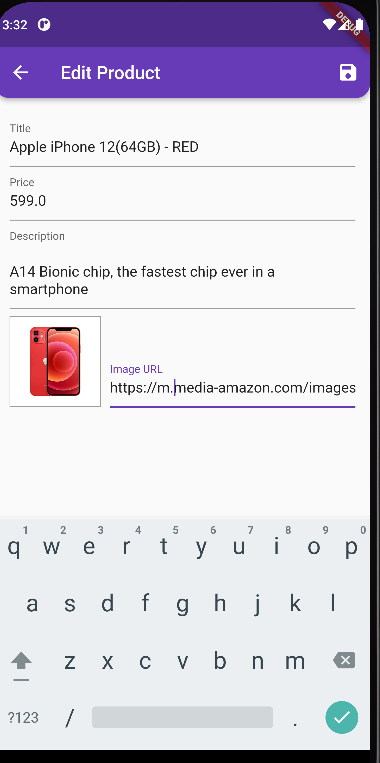 3:32
DEBUG
Edit Product
Title
Apple iPhone 12(64GB) - RED
Price
599.0
Description
A14 Bionic chip, the fastest chip ever in a
smartphone
Image URL
https://m.media-amazon.com/images
1 2 3 4 5 6 7 8 9 0
q w e r t y u i o p
a s d f g h j k l
z x c v b n m
?123 / .